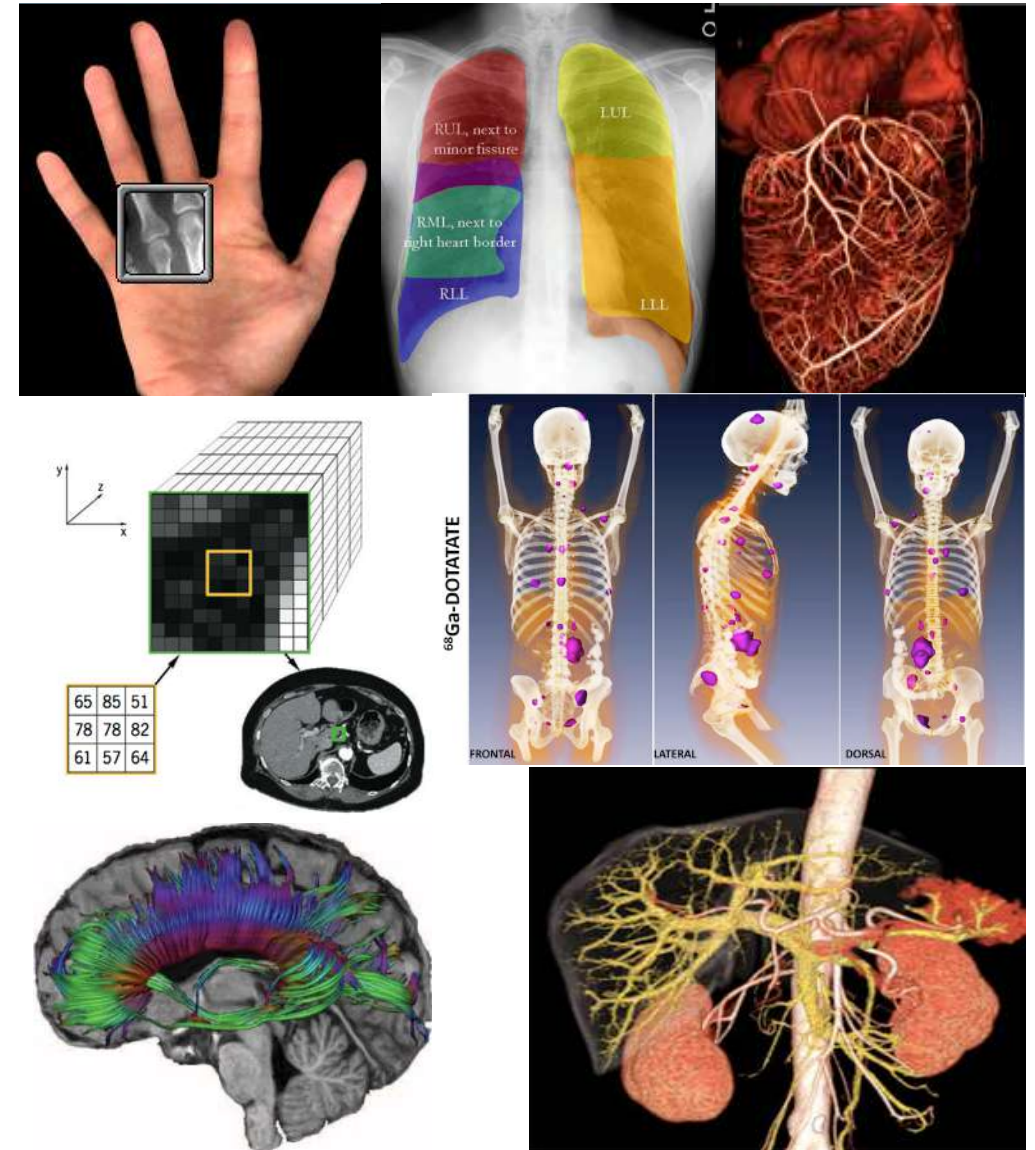 RUL, next to
minor fissure
LUL
RML, next to
right heart border
RLL
LLL
y
z
x
65 85 51
78 78 82
61 57 64
⁶⁸Ga-DOTATATE
FRONTAL
LATERAL
DORSAL